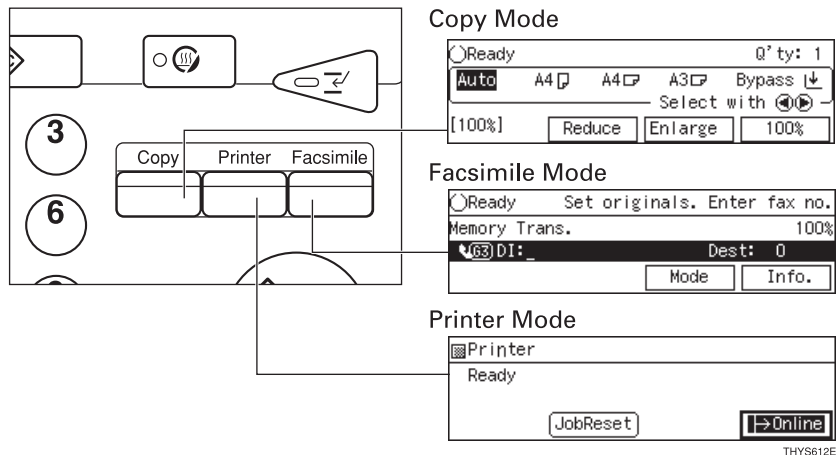 Copy Mode
Ready Q'ty: 1
Auto A4 A4 A3 Bypass
Select with
[100%] Reduce Enlarge 100%
3
Copy Printer Facsimile
Facsimile Mode
6
Ready Set originals. Enter fax no.
Memory Trans. 100%
G3 DI:_ Dest: 0
Mode Info.
Printer Mode
Printer
Ready
JobReset Online
THYS612E